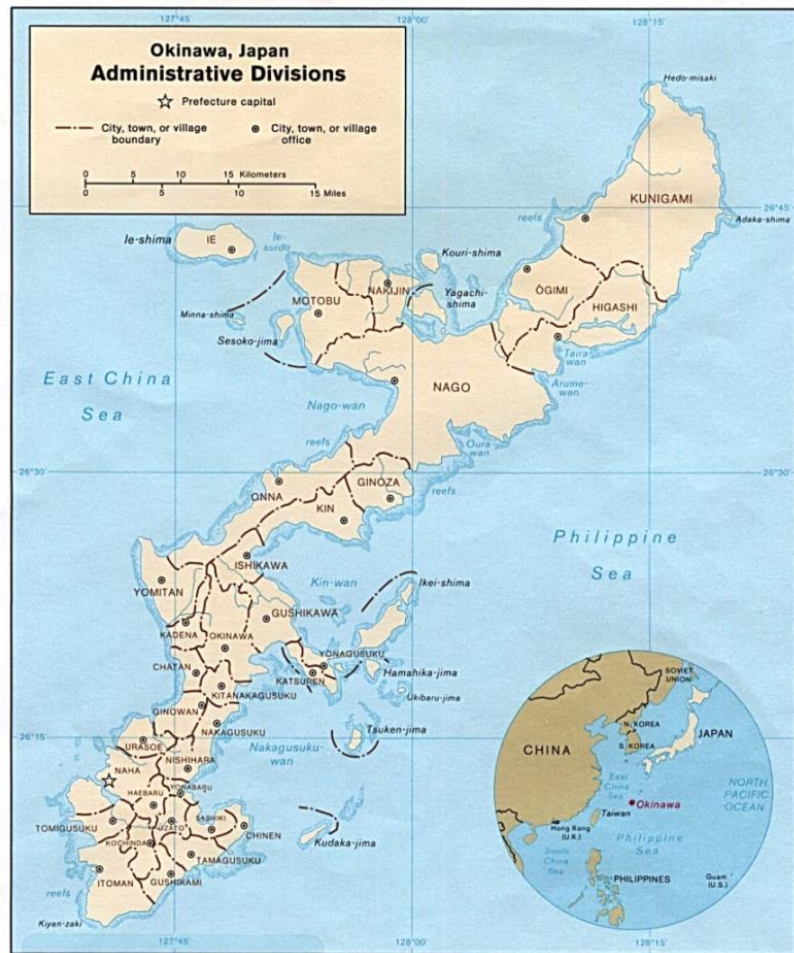 127°45'
128°00'
128°15'
Okinawa, Japan
Administrative Divisions
Prefecture capital
City, town, or village
boundary
City, town, or village
office
0 5 10 15 Kilometers
0 5 10 15 Miles
Hedo-misaki
KUNIGAMI
26°45'
reefs
Adaka-shima
Ie-shima
IE
Ie-
suido
Kouri-shima
ŌGIMI
NAKIJIN
Yagachi-
shima
MOTOBU
HIGASHI
Minna-shima
Sesoko-jima
Taira-
wan
East China
Sea
NAGO
Arume-
wan
Nago-wan
reefs
Oura
wan
26°30'
26°30'
GINOZA
ONNA
reefs
KIN
Philippine
Sea
ISHIKAWA
YOMITAN
Kin-wan
Ikei-shima
GUSHIKAWA
KADENA
OKINAWA
YONAGUSUKU
CHATAN
KATSUREN
Hamahika-jima
KITANAKAGUSUKU
Ukibaru-jima
GINOWAN
NAKAGUSUKU
Tsuken-jima
26°15'
URASOE
Nakagusuku-
wan
NISHIHARA
NAHA
YONABARU
HAEBARU
TOMIGUSUKU
OZATO
SASHIKI
CHINEN
KOCHINDA
Kudaka-jima
TAMAGUSUKU
ITOMAN
GUSHIKAMI
reefs
Kiyan-zaki
SOVIET
UNION
N. KOREA
S. KOREA
JAPAN
CHINA
East
China
Sea
NORTH
PACIFIC
OCEAN
Okinawa
Taiwan
Hong Kong
(U.K.)
Philippine
Sea
South
China
Sea
PHILIPPINES
Guam
(U.S.)
127°45'
128°00'
128°15'